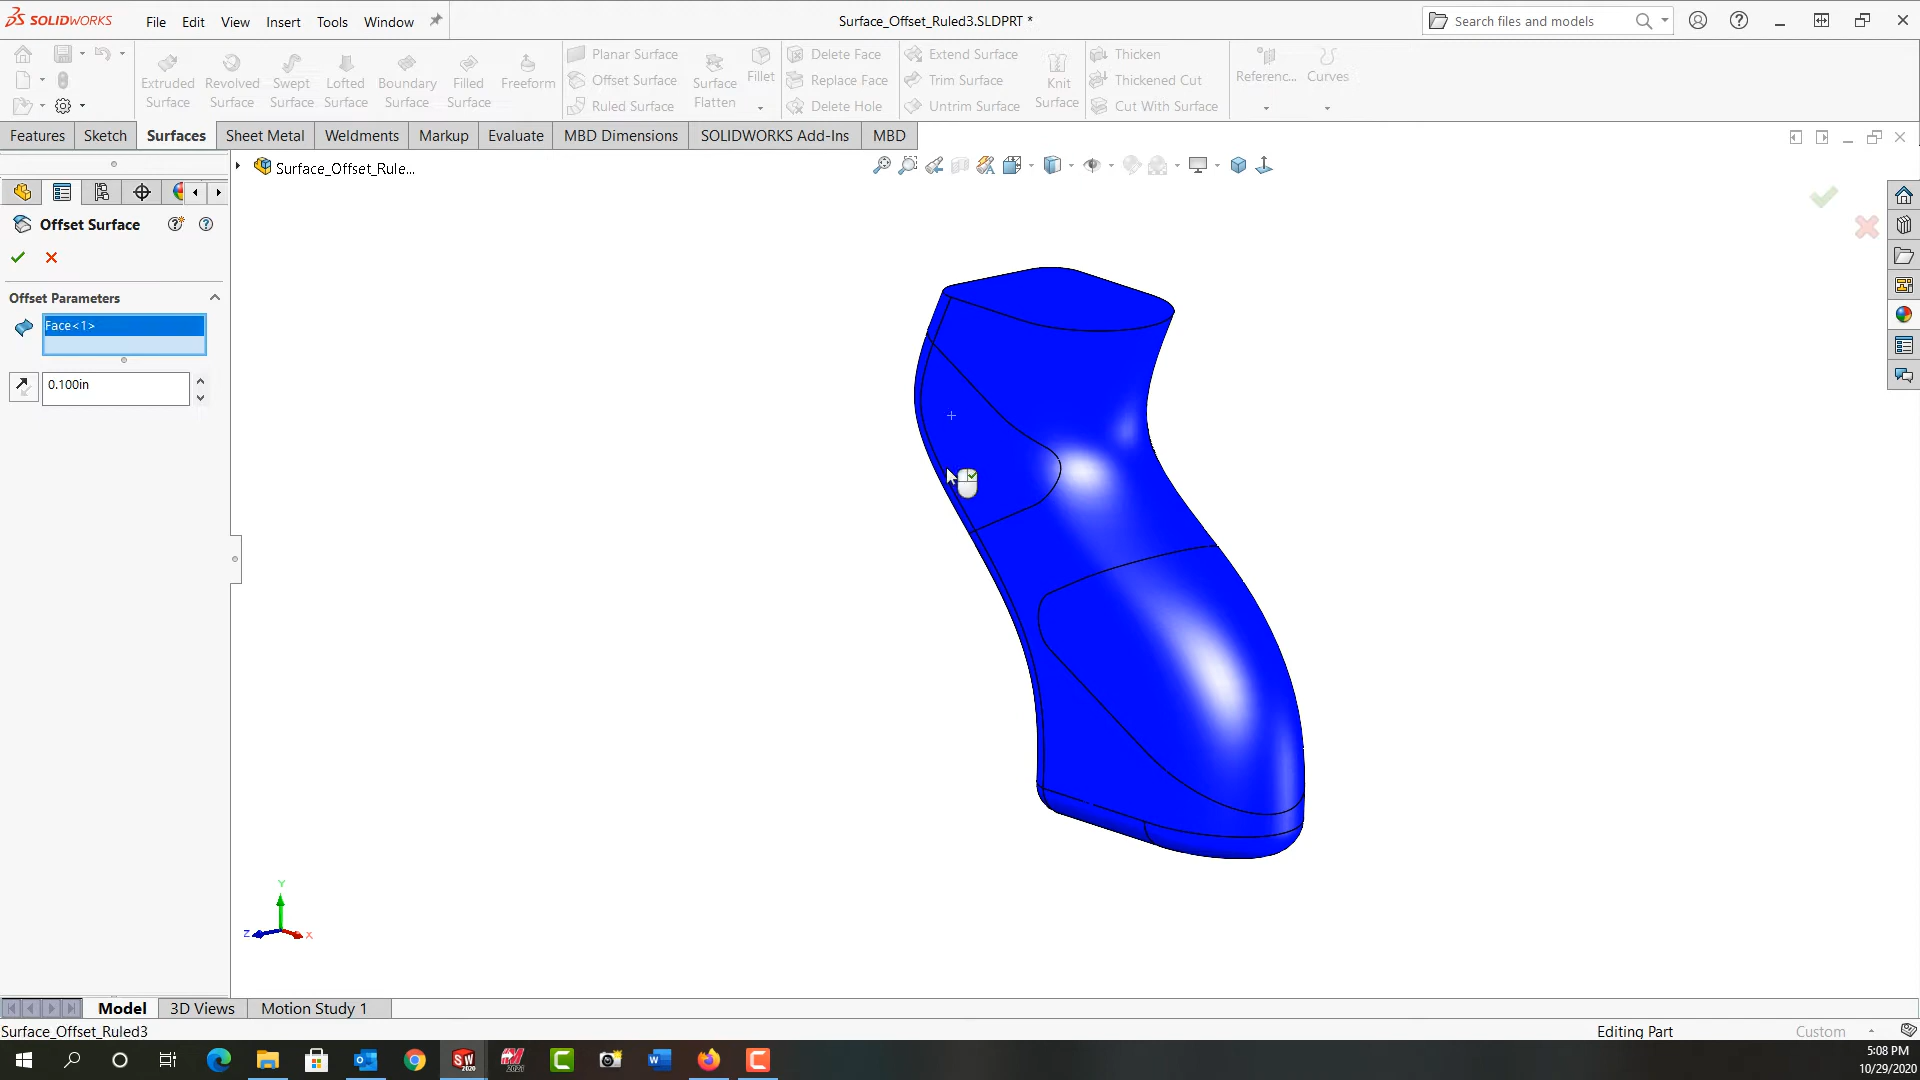 SOLIDWORKS File Edit View Insert Tools Window
Surface_Offset_Ruled3.SLDPRT *
Search files and models
Extruded Surface
Revolved Surface
Swept Surface
Lofted Surface
Boundary Surface
Filled Surface
Freeform
Planar Surface
Offset Surface
Ruled Surface
Surface Flatten
Fillet
Delete Face
Replace Face
Delete Hole
Extend Surface
Trim Surface
Untrim Surface
Knit Surface
Thicken
Thickened Cut
Cut With Surface
Referenc...
Curves
Features Sketch Surfaces Sheet Metal Weldments Markup Evaluate MBD Dimensions SOLIDWORKS Add-Ins MBD
Surface_Offset_Rule...
Offset Surface
Offset Parameters
Face<1>
0.100in
Y
Z
X
Model 3D Views Motion Study 1
Surface_Offset_Ruled3
Editing Part
Custom
SW 2020
2021
5:08 PM
10/29/2020